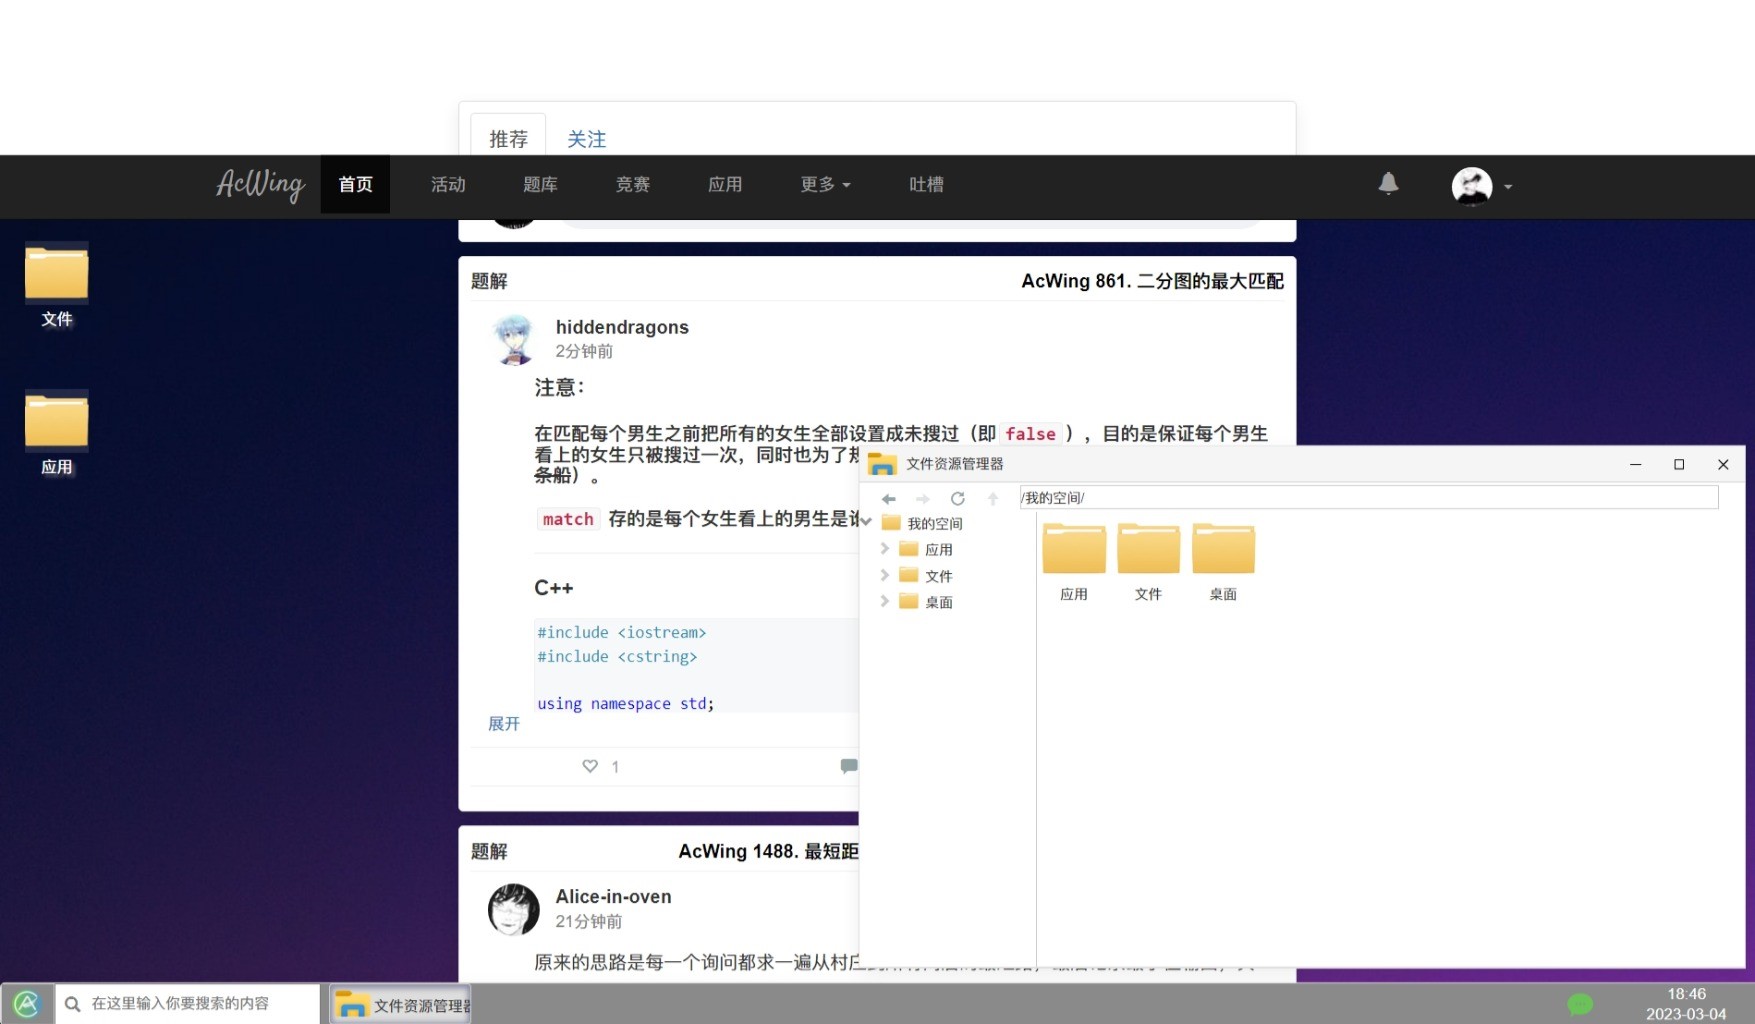 推荐
关注
AcWing
首页
活动
题库
竞赛
应用
更多
吐槽
文件
应用
题解
AcWing 861. 二分图的最大匹配
hiddendragons
2分钟前
注意：
在匹配每个男生之前把所有的女生全部设置成未搜过（即 false ），目的是保证每个男生
看上的女生只被搜过一次，同时也为了
条船）。
match 存的是每个女生看上的男生是
C++
#include <iostream>
#include <cstring>
using namespace std;
展开
1
题解
AcWing 1488. 最短距
Alice-in-oven
21分钟前
原来的思路是每一个询问都求一遍从村
文件资源管理器
/我的空间/
我的空间
应用
文件
桌面
应用
文件
桌面
在这里输入你要搜索的内容
文件资源管理器
18:46
2023-03-04